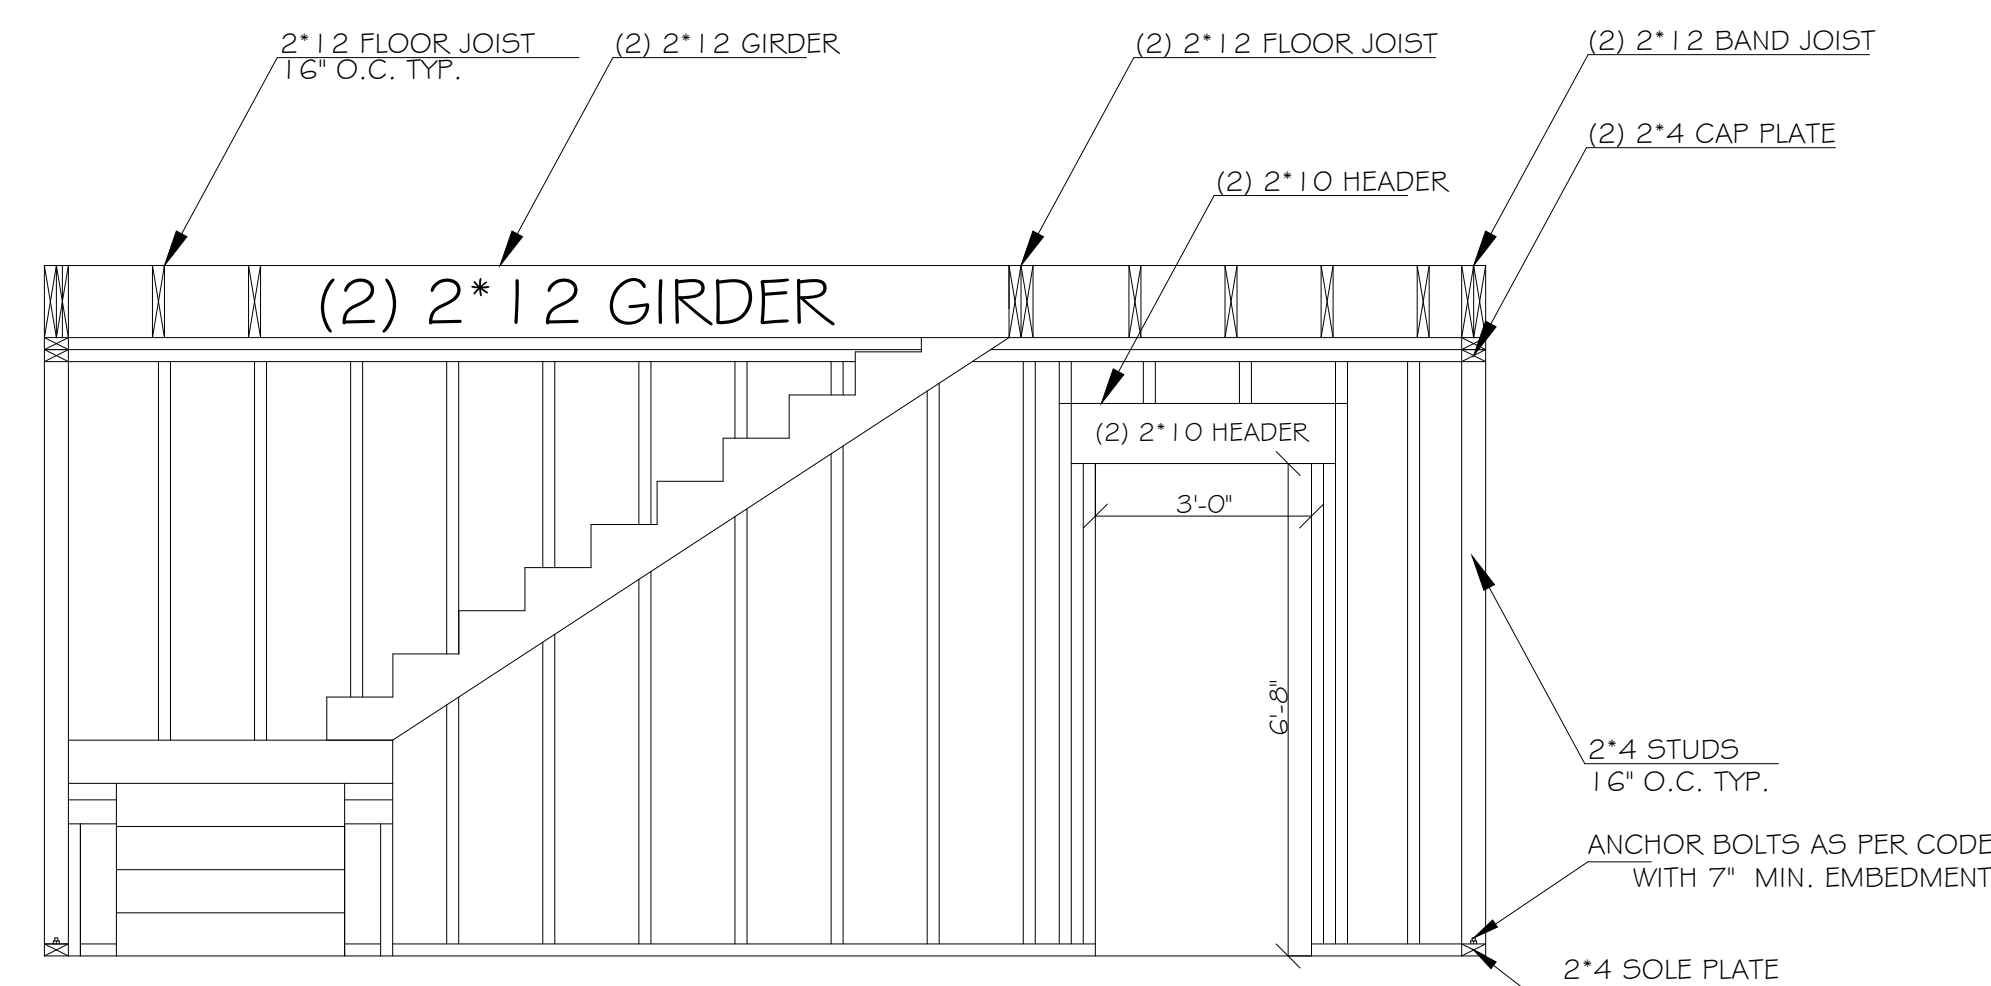 2*12 FLOOR JOIST
16" O.C. TYP.
(2) 2*12 GIRDER
(2) 2*12 FLOOR JOIST
(2) 2*12 BAND JOIST
(2) 2*4 CAP PLATE
(2) 2*10 HEADER
(2) 2*12 GIRDER
(2) 2*10 HEADER
3'-0"
6'-8"
2*4 STUDS
16" O.C. TYP.
ANCHOR BOLTS AS PER CODE
WITH 7" MIN. EMBEDMENT
2*4 SOLE PLATE